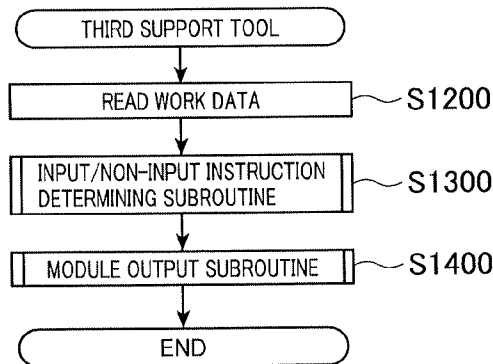 THIRD SUPPORT TOOL
READ WORK DATA
S1200
INPUT/NON-INPUT INSTRUCTION
DETERMINING SUBROUTINE
S1300
MODULE OUTPUT SUBROUTINE
S1400
END